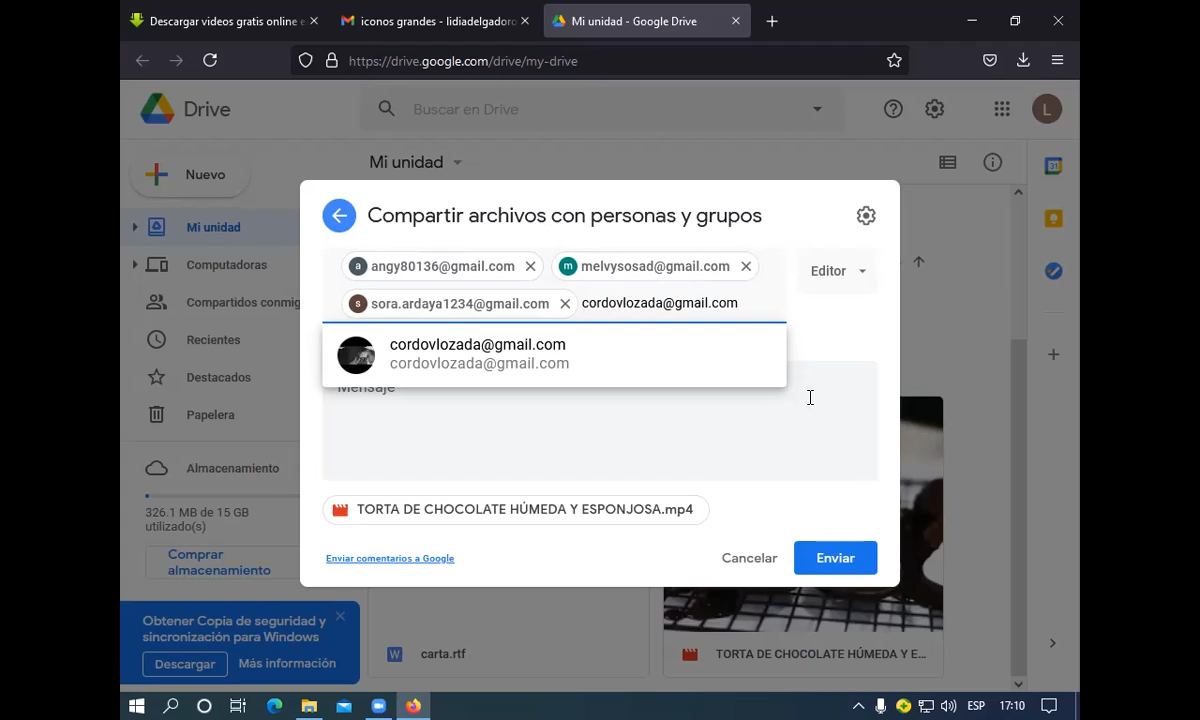 Descargar videos gratis online e
iconos grandes - lidiadelgadoro
Mi unidad - Google Drive
https://drive.google.com/drive/my-drive
Drive
Buscar en Drive
L
Nuevo
Mi unidad
Mi unidad
Computadoras
Compartidos conmig
Recientes
Destacados
Papelera
Almacenamiento
326.1 MB de 15 GB
utilizado(s)
Comprar
almacenamiento
Obtener Copia de seguridad y
sincronización para Windows
Descargar
Más información
Compartir archivos con personas y grupos
a angy80136@gmail.com
m melvysosad@gmail.com
Editor
s sora.ardaya1234@gmail.com
cordovlozada@gmail.com
cordovlozada@gmail.com
cordovlozada@gmail.com
Mensaje
TORTA DE CHOCOLATE HÚMEDA Y ESPONJOSA.mp4
Enviar comentarios a Google
Cancelar
Enviar
carta.rtf
TORTA DE CHOCOLATE HÚMEDA Y E...
31
ESP
17:10